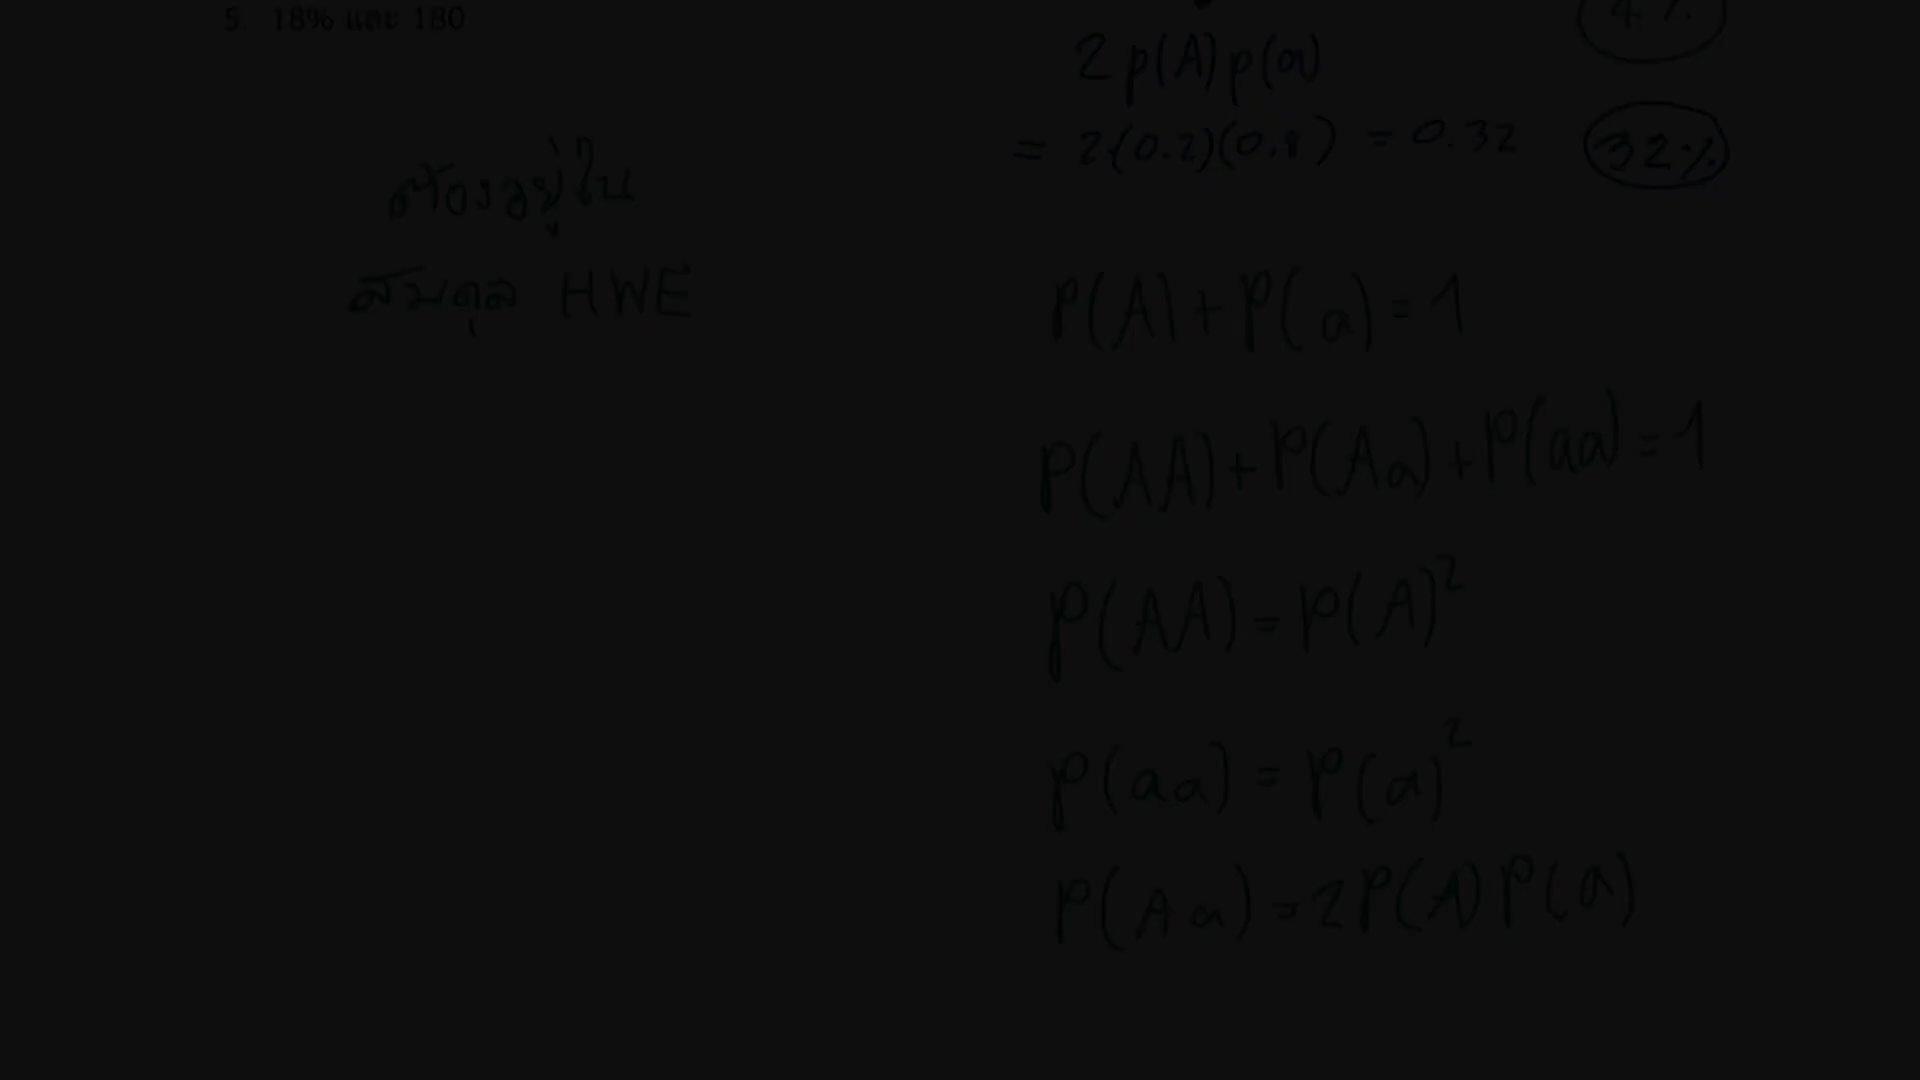 5. 18% และ 180
4%
2p(A)p(a)
= 2(0.2)(0.8) = 0.32 32%
ต้องอยู่ใน
สมดุล HWE
P(A)+P(a)=1
P(AA)+P(Aa)+P(aa)=1
P(AA)=P(A)²
P(aa)=P(a)²
P(Aa)=2P(A)P(a)